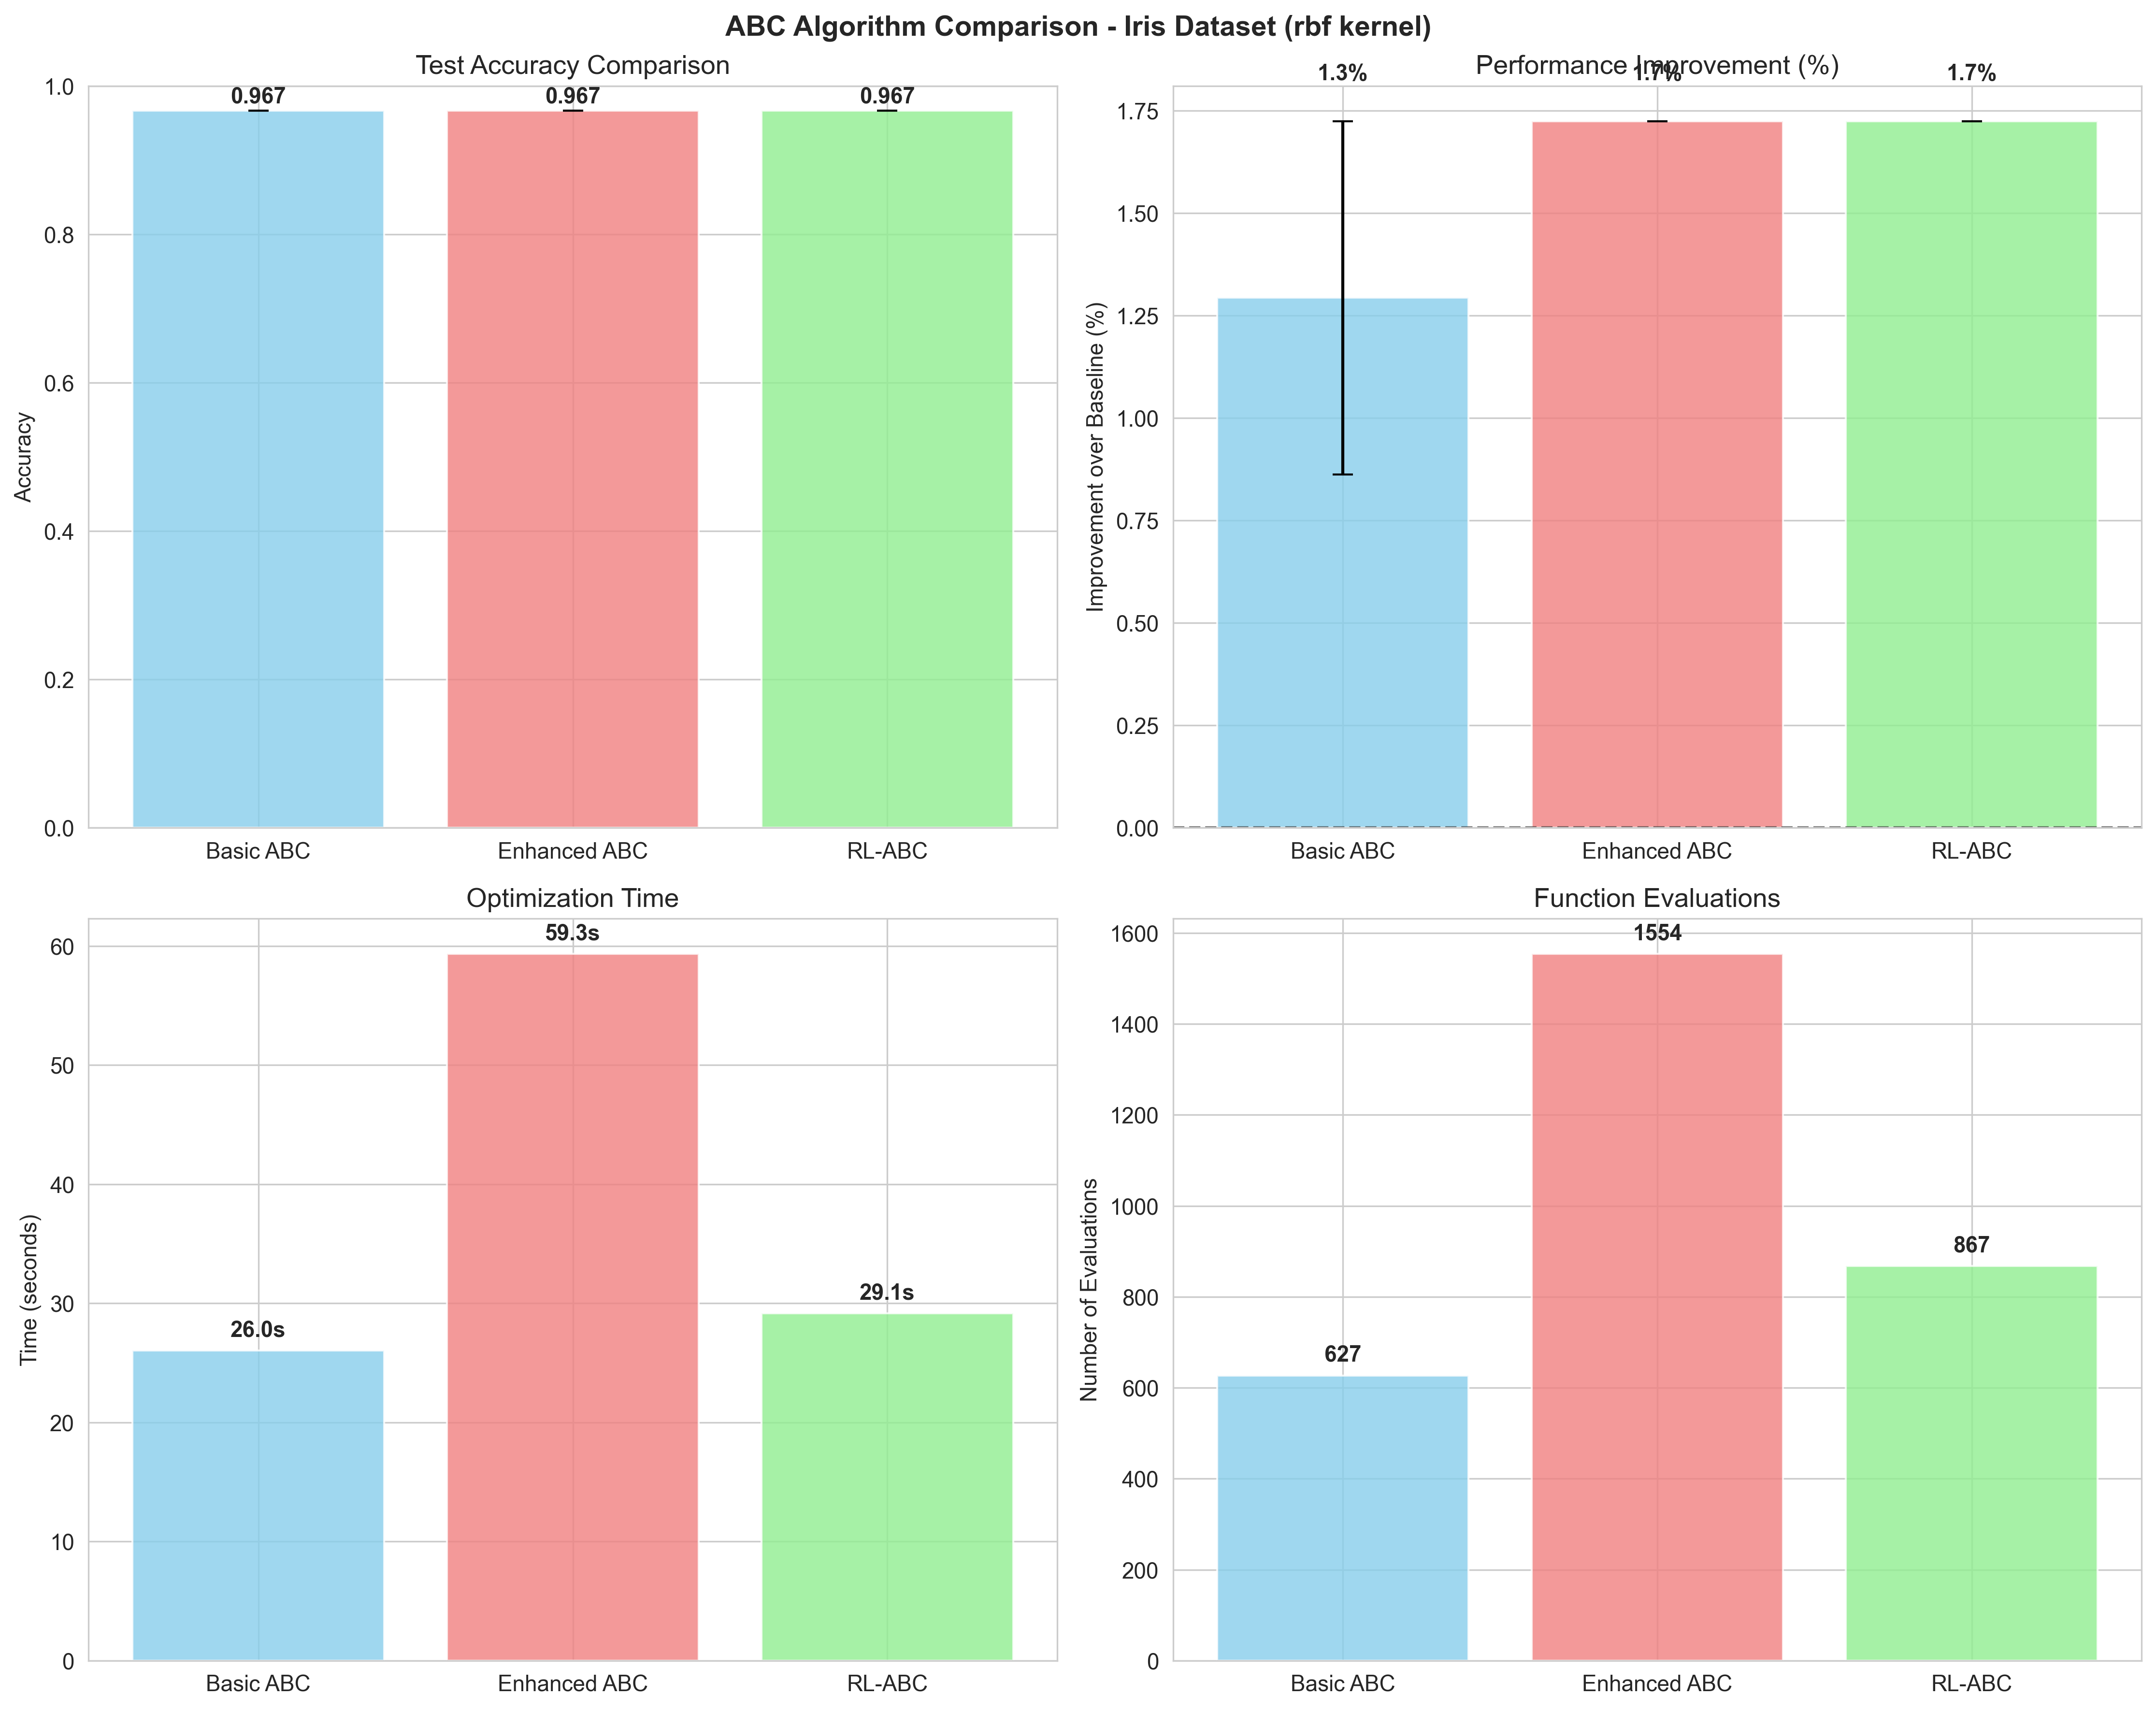 ABC Algorithm Comparison - Iris Dataset (rbf kernel)
Test Accuracy Comparison
Accuracy
1.0
0.8
0.6
0.4
0.2
0.0
0.967
0.967
0.967
Basic ABC
Enhanced ABC
RL-ABC
Performance Improvement (%)
1.3%
1.7%
1.7%
Improvement over Baseline (%)
1.75
1.50
1.25
1.00
0.75
0.50
0.25
0.00
Basic ABC
Enhanced ABC
RL-ABC
Optimization Time
Time (seconds)
60
50
40
30
20
10
0
26.0s
59.3s
29.1s
Basic ABC
Enhanced ABC
RL-ABC
Function Evaluations
Number of Evaluations
1600
1400
1200
1000
800
600
400
200
0
627
1554
867
Basic ABC
Enhanced ABC
RL-ABC